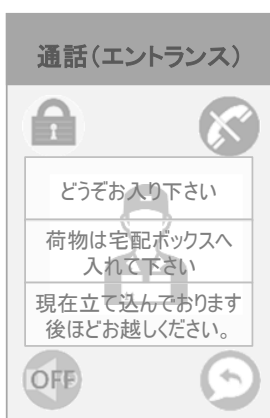 通話(エントランス)
どうぞお入り下さい
荷物は宅配ボックスへ
入れて下さい
現在立て込んでおります
後ほどお越しください。
OFF